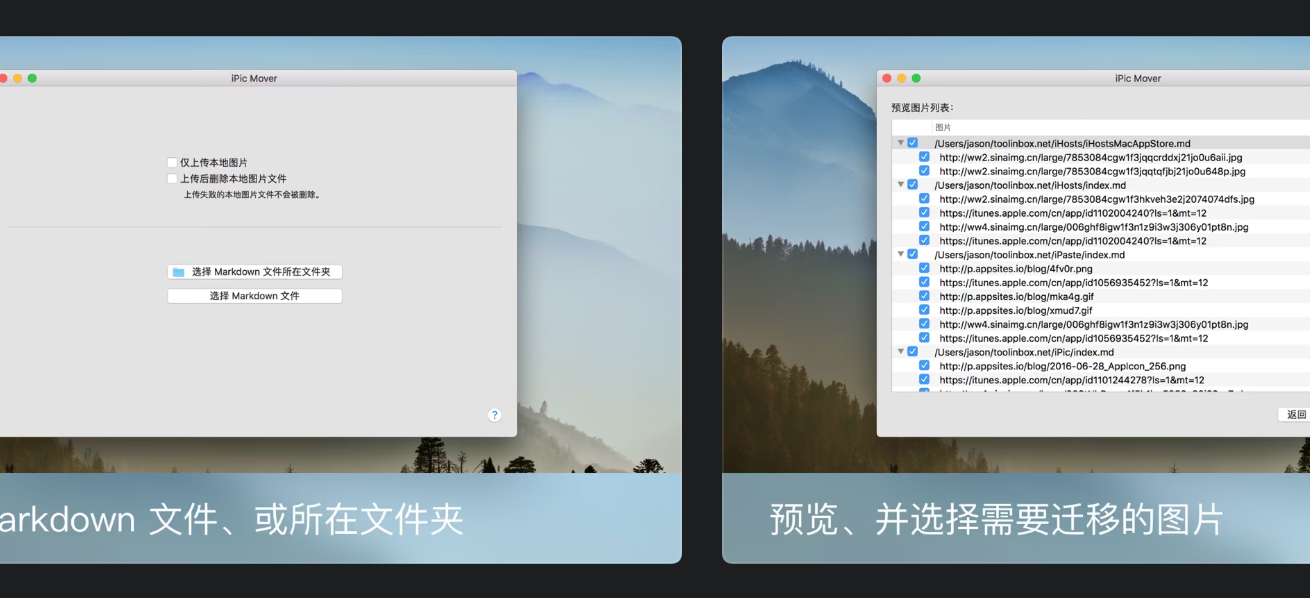 iPic Mover
仅上传本地图片
上传后删除本地图片文件
上传失败的本地图片文件不会被删除。
选择 Markdown 文件所在文件夹
选择 Markdown 文件
?
arkdown 文件、或所在文件夹
iPic Mover
预览图片列表:
图片
/Users/jason/toolinbox.net/iHosts/iHostsMacAppStore.md
http://ww2.sinaimg.cn/large/7853084cgw1f3jqqcrddxj21jo0u6aii.jpg
http://ww2.sinaimg.cn/large/7853084cgw1f3jqqtqfjbj21jo0u648p.jpg
/Users/jason/toolinbox.net/iHosts/index.md
http://ww2.sinaimg.cn/large/7853084cgw1f3hkveh3e2j2074074dfs.jpg
https://itunes.apple.com/cn/app/id1102004240?ls=1&mt=12
http://ww4.sinaimg.cn/large/006ghf8igw1f3n1z9i3w3j306y01pt8n.jpg
https://itunes.apple.com/cn/app/id1102004240?ls=1&mt=12
/Users/jason/toolinbox.net/iPaste/index.md
http://p.appsites.io/blog/4fv0r.png
https://itunes.apple.com/cn/app/id1056935452?ls=1&mt=12
http://p.appsites.io/blog/mka4g.gif
http://p.appsites.io/blog/xmud7.gif
http://ww4.sinaimg.cn/large/006ghf8igw1f3n1z9i3w3j306y01pt8n.jpg
https://itunes.apple.com/cn/app/id1056935452?ls=1&mt=12
/Users/jason/toolinbox.net/iPic/index.md
http://p.appsites.io/blog/2016-06-28_AppIcon_256.png
https://itunes.apple.com/cn/app/id1101244278?ls=1&mt=12
返回
预览、并选择需要迁移的图片